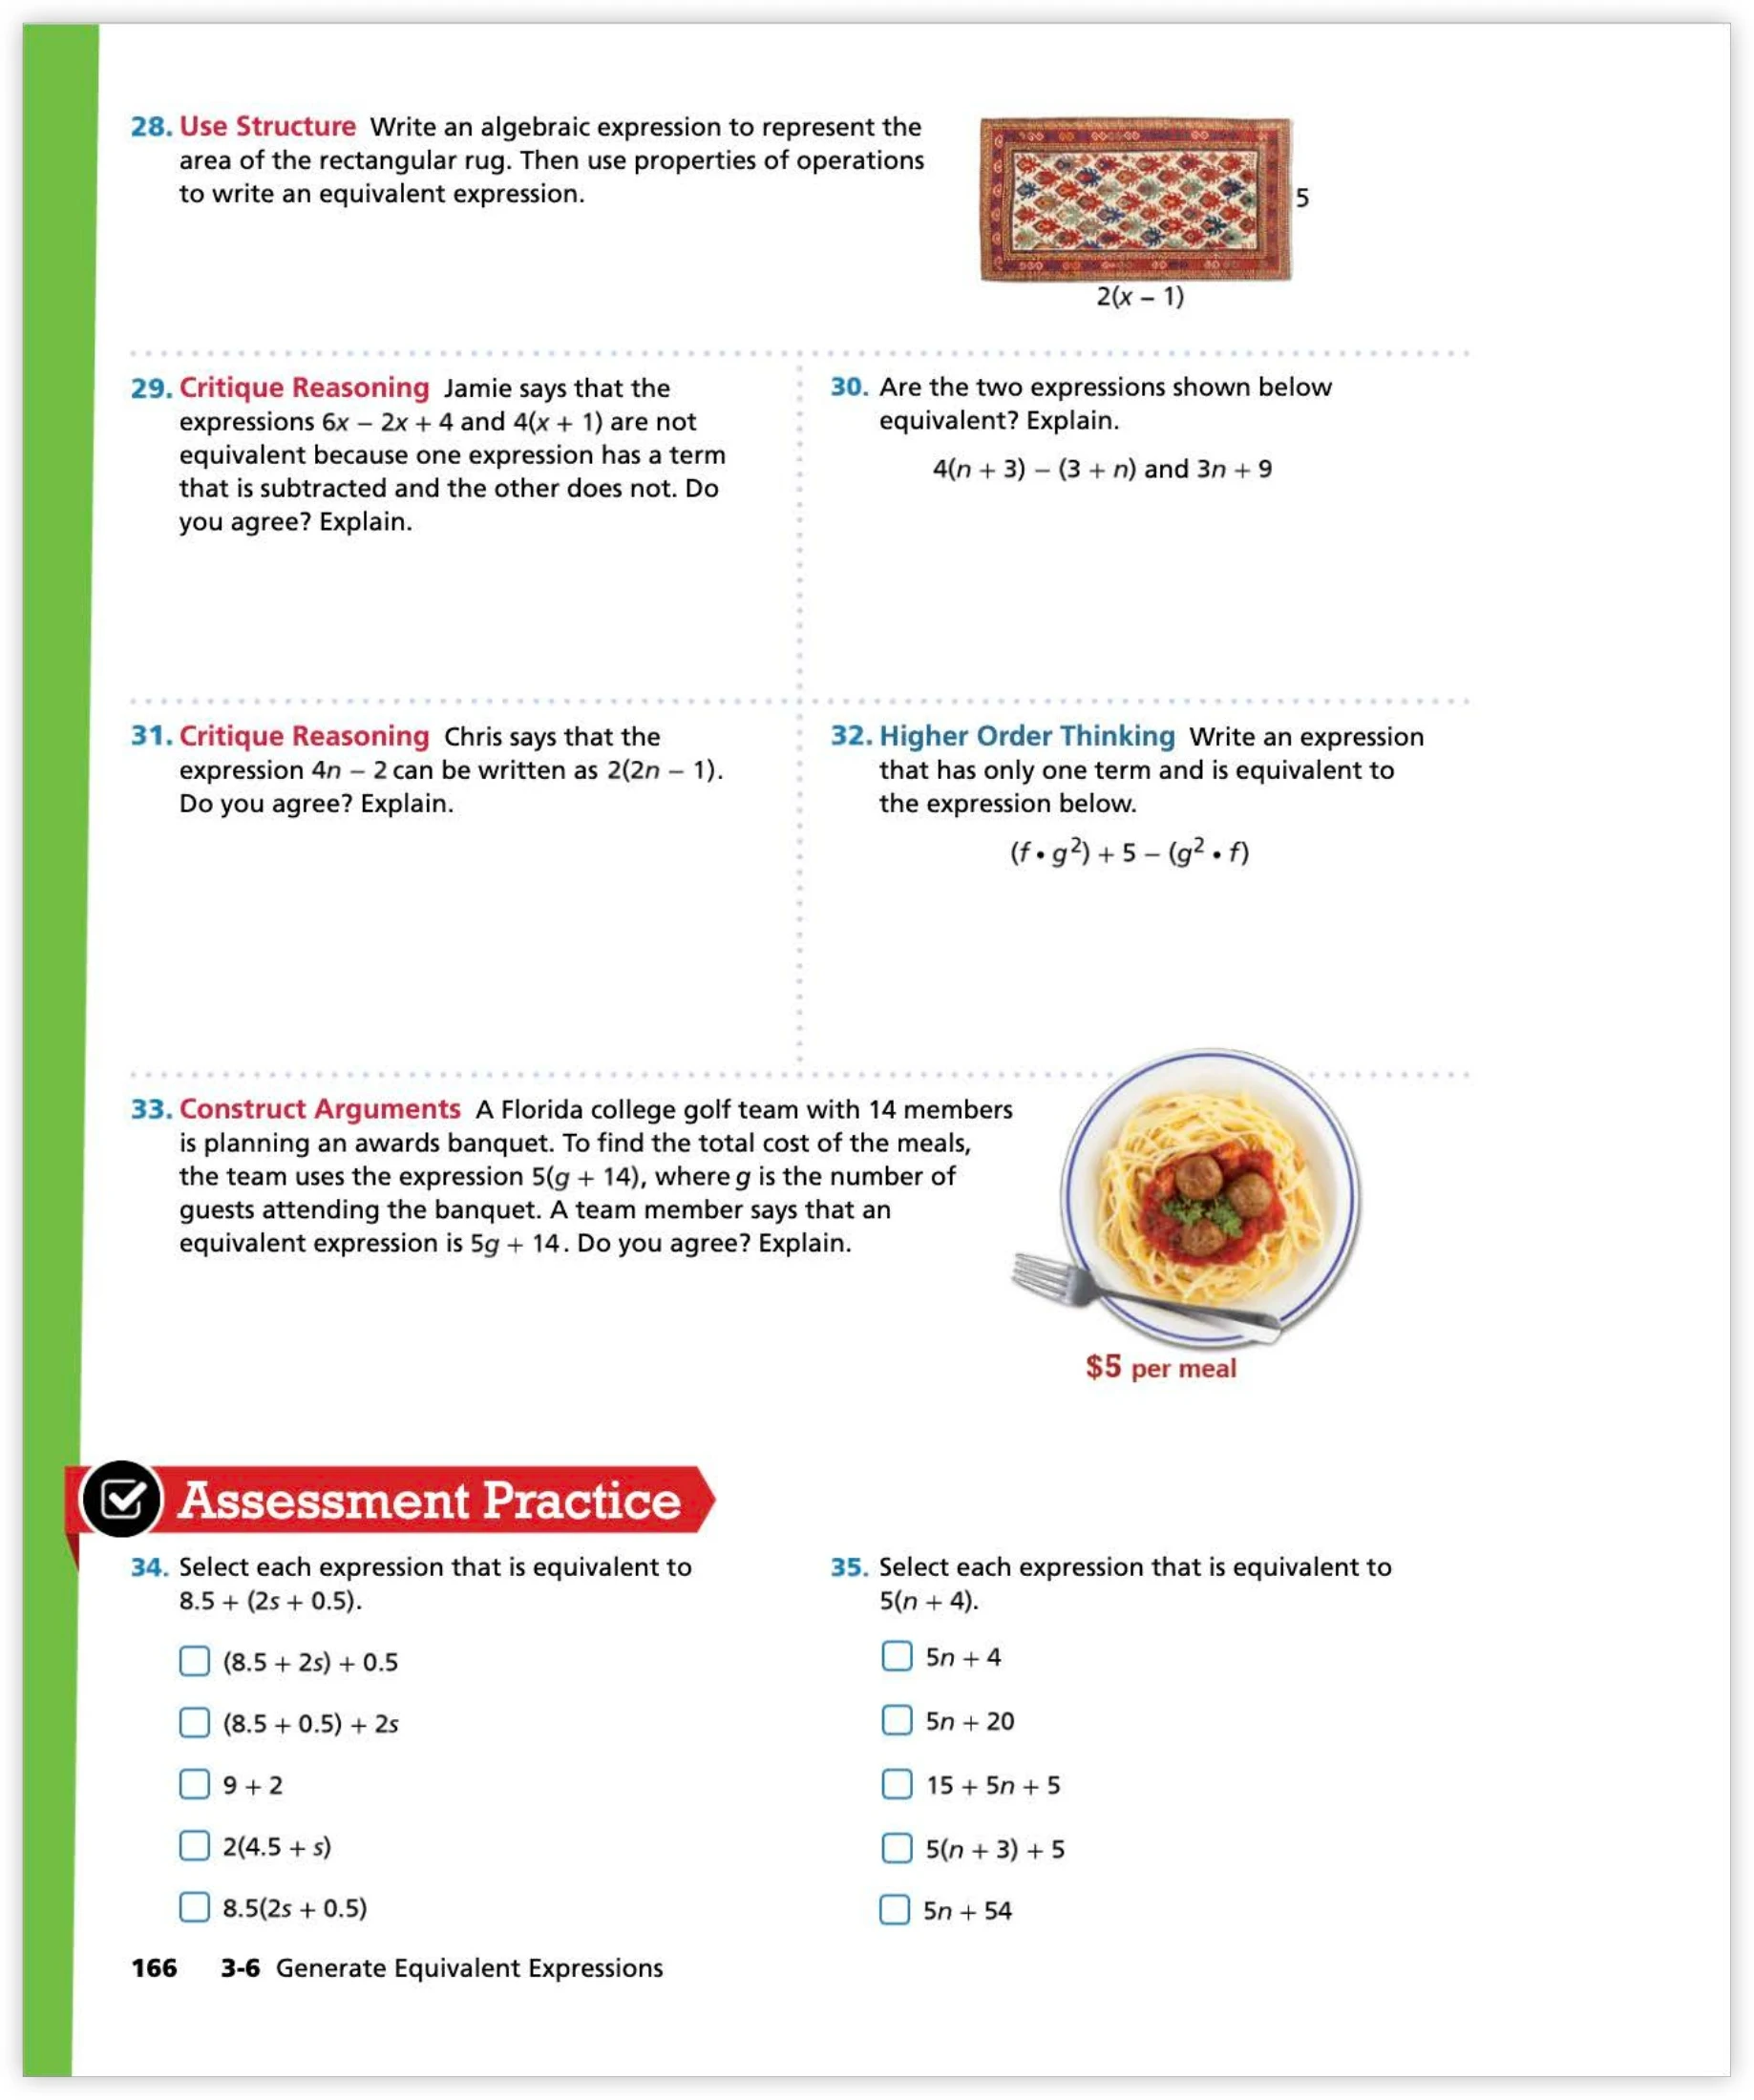 28. Use Structure Write an algebraic expression to represent the
area of the rectangular rug. Then use properties of operations
to write an equivalent expression.
5
2(x – 1)
29. Critique Reasoning Jamie says that the
expressions 6x – 2x + 4 and 4(x + 1) are not
equivalent because one expression has a term
that is subtracted and the other does not. Do
you agree? Explain.
30. Are the two expressions shown below
equivalent? Explain.
4(n + 3) – (3 + n) and 3n + 9
31. Critique Reasoning Chris says that the
expression 4n – 2 can be written as 2(2n – 1).
Do you agree? Explain.
32. Higher Order Thinking Write an expression
that has only one term and is equivalent to
the expression below.
(f • g²) + 5 – (g² • f)
33. Construct Arguments A Florida college golf team with 14 members
is planning an awards banquet. To find the total cost of the meals,
the team uses the expression 5(g + 14), where g is the number of
guests attending the banquet. A team member says that an
equivalent expression is 5g + 14. Do you agree? Explain.
$5 per meal
Assessment Practice
34. Select each expression that is equivalent to
8.5 + (2s + 0.5).
(8.5 + 2s) + 0.5
(8.5 + 0.5) + 2s
9 + 2
2(4.5 + s)
8.5(2s + 0.5)
35. Select each expression that is equivalent to
5(n + 4).
5n + 4
5n + 20
15 + 5n + 5
5(n + 3) + 5
5n + 54
166 3-6 Generate Equivalent Expressions